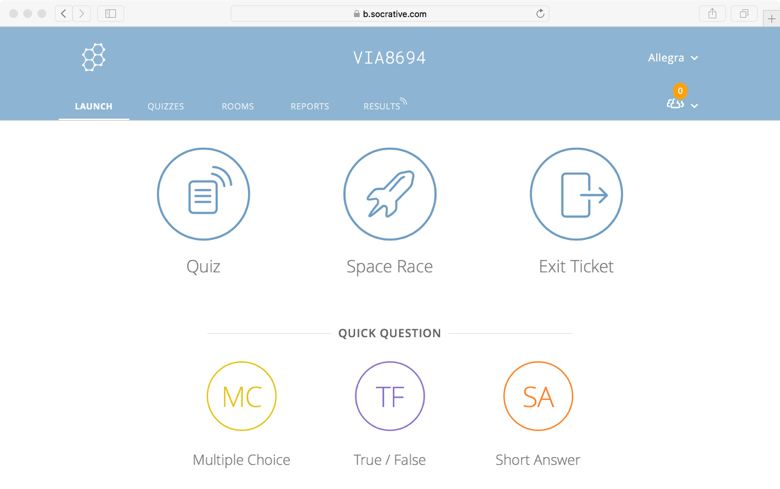 b.socrative.com
VIA8694
Allegra
0
LAUNCH QUIZZES ROOMS REPORTS RESULTS
Quiz Space Race Exit Ticket
QUICK QUESTION
MC TF SA
Multiple Choice True / False Short Answer